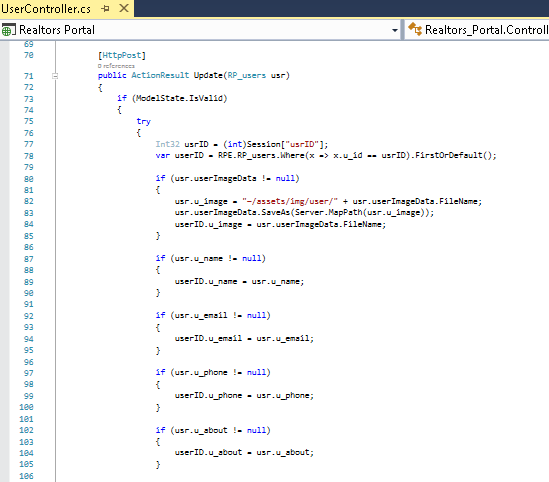 UserController.cs
Realtors Portal
Realtors_Portal.Controll
69
70 [HttpPost]
0 references
71 public ActionResult Update(RP_users usr)
72 {
73 if (ModelState.IsValid)
74 {
75 try
76 {
77 Int32 usrID = (int)Session["usrID"];
78 var userID = RPE.RP_users.Where(x => x.u_id == usrID).FirstOrDefault();
79
80 if (usr.userImageData != null)
81 {
82 usr.u_image = "~/assets/img/user/" + usr.userImageData.FileName;
83 usr.userImageData.SaveAs(Server.MapPath(usr.u_image));
84 userID.u_image = usr.userImageData.FileName;
85 }
86
87 if (usr.u_name != null)
88 {
89 userID.u_name = usr.u_name;
90 }
91
92 if (usr.u_email != null)
93 {
94 userID.u_email = usr.u_email;
95 }
96
97 if (usr.u_phone != null)
98 {
99 userID.u_phone = usr.u_phone;
100 }
101
102 if (usr.u_about != null)
103 {
104 userID.u_about = usr.u_about;
105 }
106